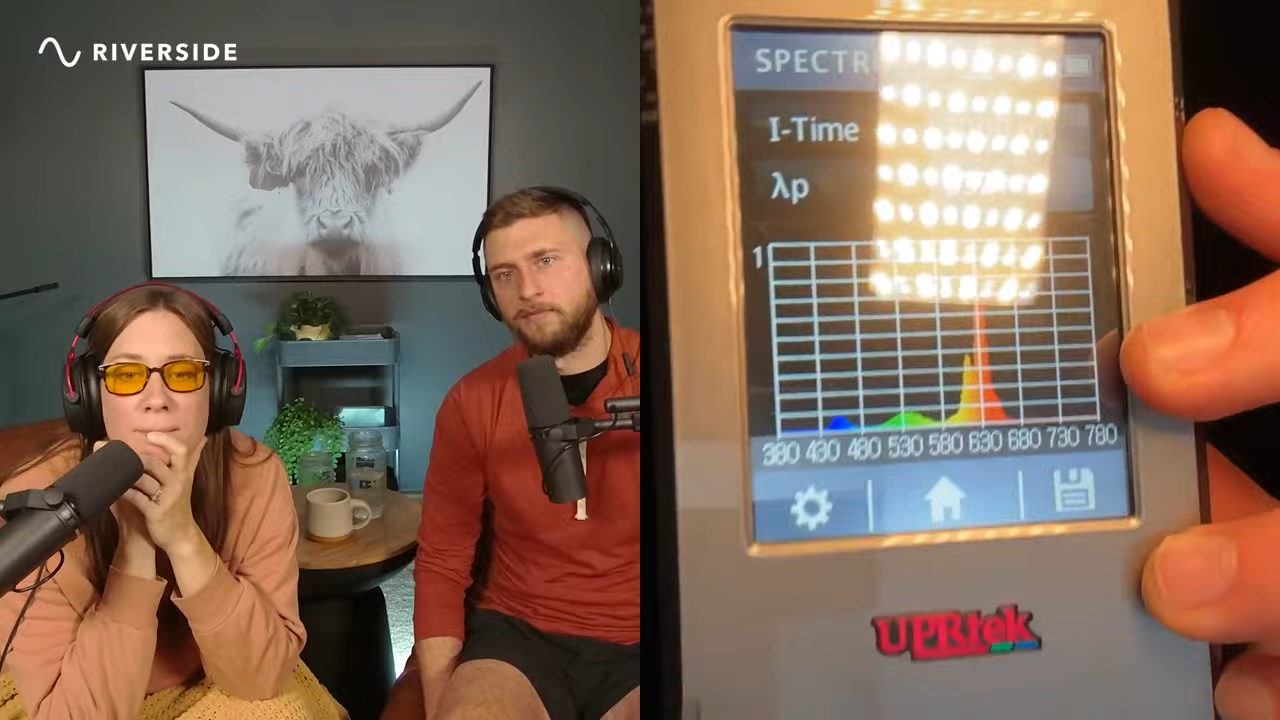 RIVERSIDE
SPECTR
I-Time
λp
1
380 430 480 530 580 630 680 730 780
UPRtek